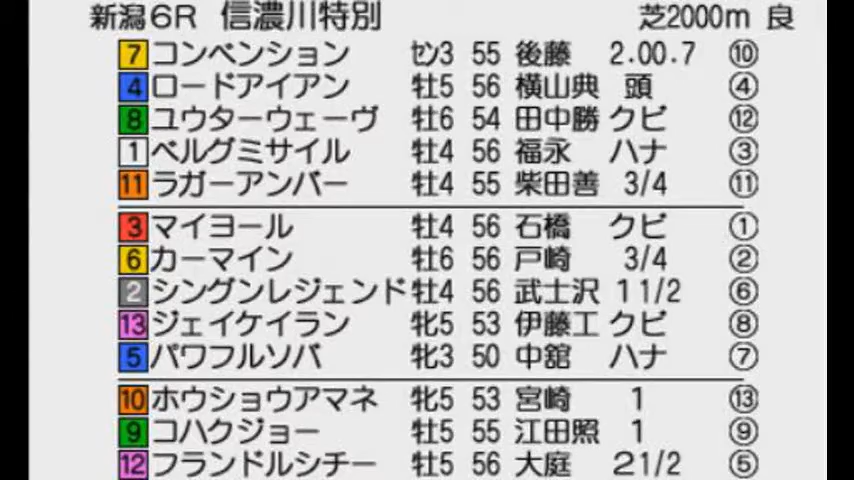 新潟6R 信濃川特別 芝2000m 良
7 コンベンション セン3 55 後藤 2.00.7 ⑩
4 ロードアイアン 牡5 56 横山典 頭 ④
8 ユウターウェーヴ 牡6 54 田中勝 クビ ⑫
1 ベルグミサイル 牡4 56 福永 ハナ ③
11 ラガーアンバー 牡4 55 柴田善 3/4 ⑪
3 マイヨール 牡4 56 石橋 クビ ①
6 カーマイン 牡6 56 戸崎 3/4 ②
2 シングンレジェンド 牡4 56 武士沢 11/2 ⑥
13 ジェイケイラン 牝5 53 伊藤工 クビ ⑧
5 パワフルソバ 牝3 50 中舘 ハナ ⑦
10 ホウショウアマネ 牝5 53 宮崎 1 ⑬
9 コハクジョー 牡5 55 江田照 1 ⑨
12 フランドルシチー 牡5 56 大庭 21/2 ⑤